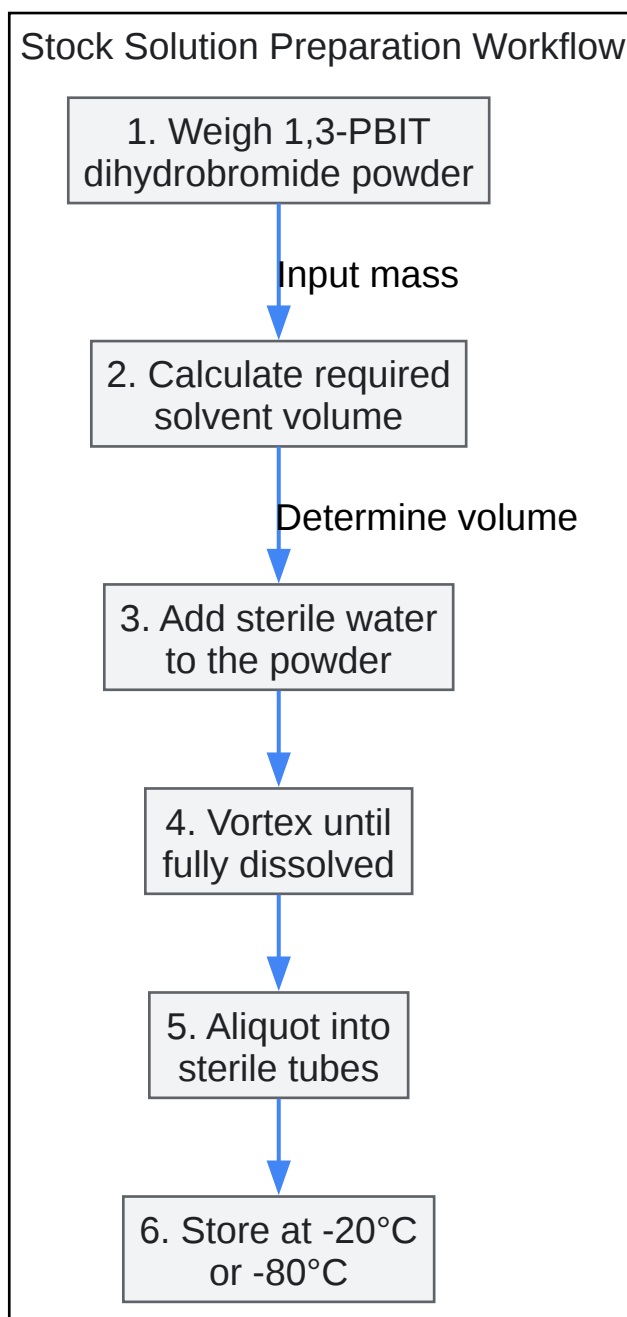 Stock Solution Preparation Workflow
1. Weigh 1,3-PBIT
dihydrobromide powder
Input mass
2. Calculate required
solvent volume
Determine volume
3. Add sterile water
to the powder
4. Vortex until
fully dissolved
5. Aliquot into
sterile tubes
6. Store at -20°C
or -80°C